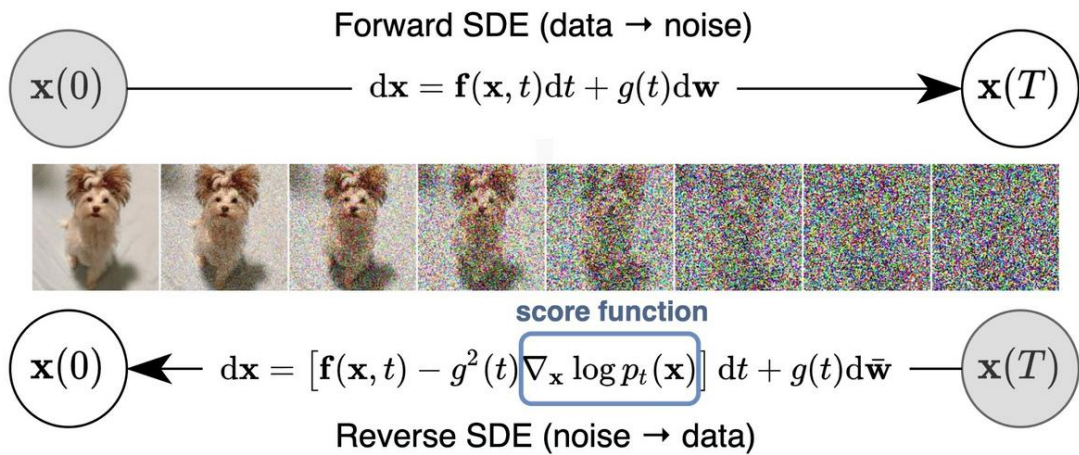 Forward SDE (data → noise)
x(0)
dx = f(x, t)dt + g(t)dw
x(T)
score function
x(0)
dx = [f(x, t) − g²(t)∇ₓ log pₜ(x)] dt + g(t)dw̄
x(T)
Reverse SDE (noise → data)